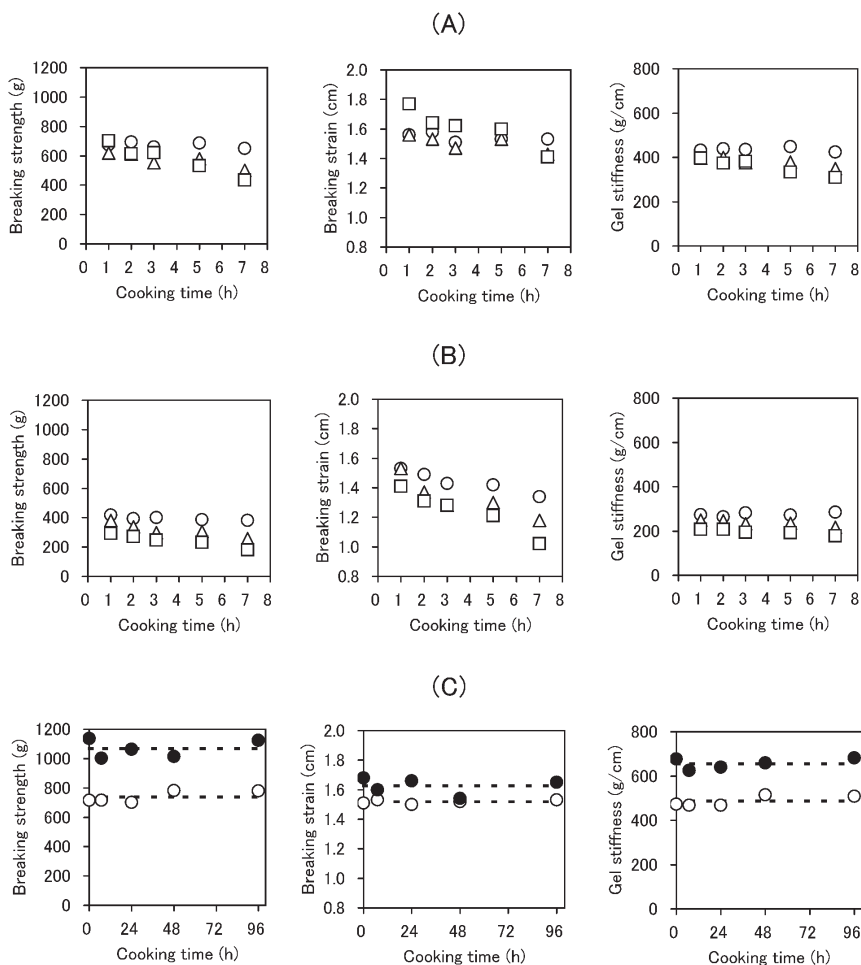 (A)
Breaking strength (g)
1200
1000
800
600
400
200
0
0 1 2 3 4 5 6 7 8
Cooking time (h)
Breaking strain (cm)
2.0
1.8
1.6
1.4
1.2
1.0
0.8
0 1 2 3 4 5 6 7 8
Cooking time (h)
Gel stiffness (g/cm)
800
600
400
200
0
0 1 2 3 4 5 6 7 8
Cooking time (h)
(B)
Breaking strength (g)
1200
1000
800
600
400
200
0
0 1 2 3 4 5 6 7 8
Cooking time (h)
Breaking strain (cm)
2.0
1.8
1.6
1.4
1.2
1.0
0.8
0 1 2 3 4 5 6 7 8
Cooking time (h)
Gel stiffness (g/cm)
800
600
400
200
0
0 1 2 3 4 5 6 7 8
Cooking time (h)
(C)
Breaking strength (g)
1200
1000
800
600
400
200
0
0 24 48 72 96
Cooking time (h)
Breaking strain (cm)
2.0
1.8
1.6
1.4
1.2
1.0
0.8
0 24 48 72 96
Cooking time (h)
Gel stiffness (g/cm)
800
600
400
200
0
0 24 48 72 96
Cooking time (h)